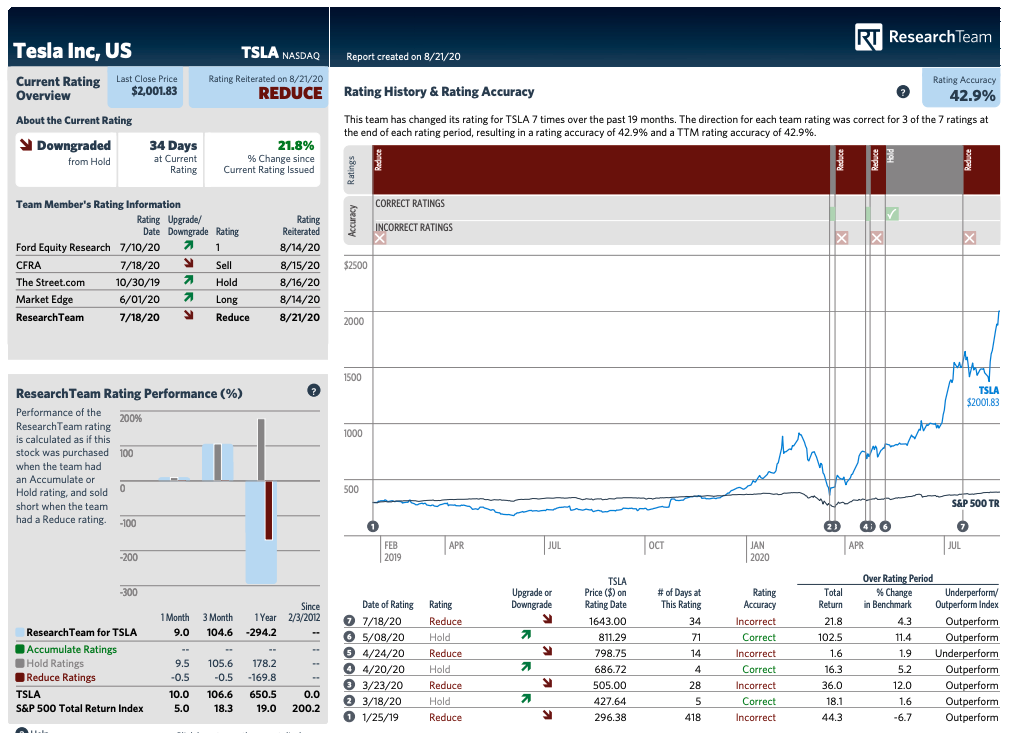 Tesla Inc, US
TSLA NASDAQ
Report created on 8/21/20
RT ResearchTeam
Current Rating
Overview
Last Close Price
$2,001.83
Rating Reiterated on 8/21/20
REDUCE
About the Current Rating
Downgraded
from Hold
34 Days
at Current
Rating
21.8%
% Change since
Current Rating Issued
Team Member's Rating Information
Rating Date Upgrade/Downgrade Rating Rating Reiterated
Ford Equity Research 7/10/20 1 8/14/20
CFRA 7/18/20 Sell 8/15/20
The Street.com 10/30/19 Hold 8/16/20
Market Edge 6/01/20 Long 8/14/20
ResearchTeam 7/18/20 Reduce 8/21/20
ResearchTeam Rating Performance (%)
?
Performance of the
ResearchTeam rating
is calculated as if this
stock was purchased
when the team had
an Accumulate or
Hold rating, and sold
short when the team
had a Reduce rating.
200%
100
0
-100
-200
-300
1 Month 3 Month 1 Year Since 2/3/2012
ResearchTeam for TSLA 9.0 104.6 -294.2 --
Accumulate Ratings -- -- -- --
Hold Ratings 9.5 105.6 178.2 --
Reduce Ratings -0.5 -0.5 -169.8 --
TSLA 10.0 106.6 650.5 0.0
S&P 500 Total Return Index 5.0 18.3 19.0 200.2
Rating History & Rating Accuracy
?
Rating Accuracy
42.9%
This team has changed its rating for TSLA 7 times over the past 19 months. The direction for each team rating was correct for 3 of the 7 ratings at
the end of each rating period, resulting in a rating accuracy of 42.9% and a TTM rating accuracy of 42.9%.
Ratings
Reduce
Reduce
Reduce
Hold
Reduce
Accuracy
CORRECT RATINGS
INCORRECT RATINGS
$2500
2000
1500
1000
500
TSLA
$2001.83
S&P 500 TR
1 2 3 4 5 6 7
FEB APR JUL OCT JAN APR JUL
2019 2020
Over Rating Period
Date of Rating Rating Upgrade or Downgrade TSLA Price ($) on Rating Date # of Days at This Rating Rating Accuracy Total Return % Change in Benchmark Underperform/Outperform Index
7 7/18/20 Reduce 1643.00 34 Incorrect 21.8 4.3 Outperform
6 5/08/20 Hold 811.29 71 Correct 102.5 11.4 Outperform
5 4/24/20 Reduce 798.75 14 Incorrect 1.6 1.9 Underperform
4 4/20/20 Hold 686.72 4 Correct 16.3 5.2 Outperform
3 3/23/20 Reduce 505.00 28 Incorrect 36.0 12.0 Outperform
2 3/18/20 Hold 427.64 5 Correct 18.1 1.6 Outperform
1 1/25/19 Reduce 296.38 418 Incorrect 44.3 -6.7 Outperform